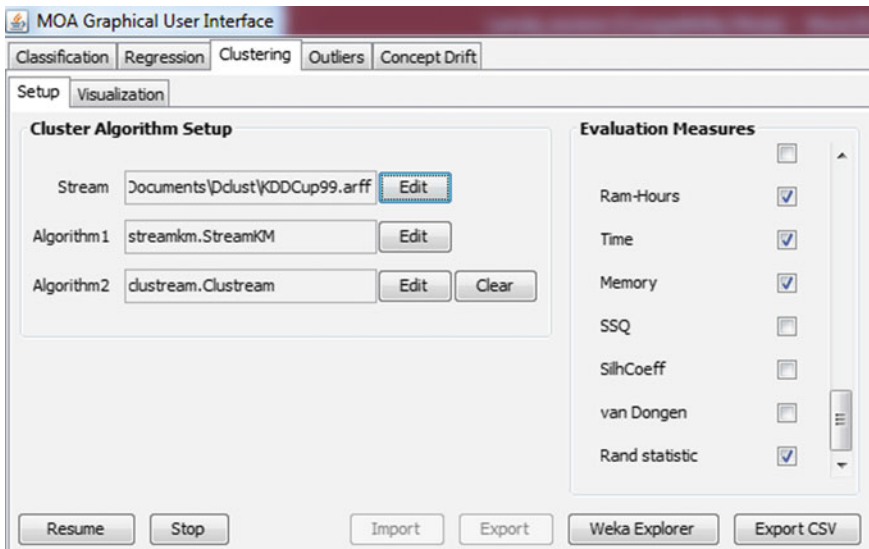 MOA Graphical User Interface
Classification Regression Clustering Outliers Concept Drift
Setup Visualization
Cluster Algorithm Setup
Stream Documents\Dclust\KDDCup99.arff Edit
Algorithm1 streamkm.StreamKM Edit
Algorithm2 clustream.Clustream Edit Clear
Evaluation Measures
Ram-Hours
Time
Memory
SSQ
SilhCoeff
van Dongen
Rand statistic
Resume Stop Import Export Weka Explorer Export CSV